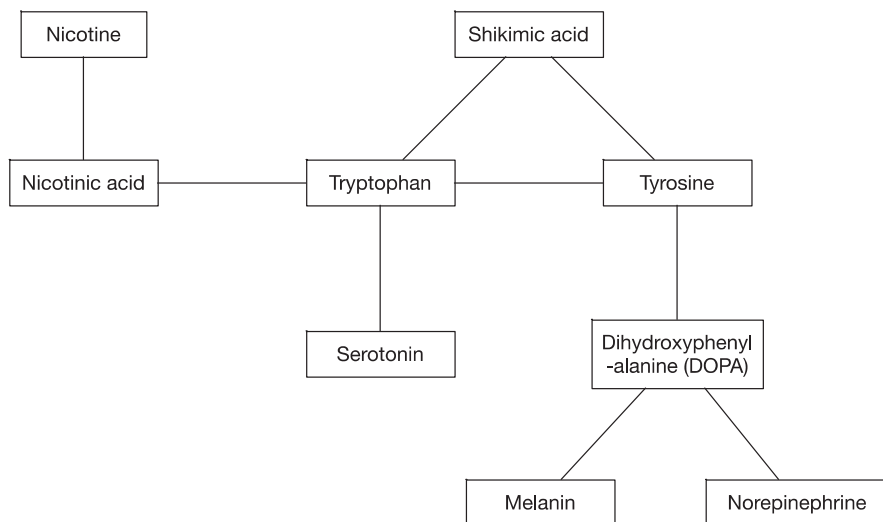 Nicotine
Shikimic acid
Nicotinic acid
Tryptophan
Tyrosine
Serotonin
Dihydroxyphenyl
-alanine (DOPA)
Melanin
Norepinephrine